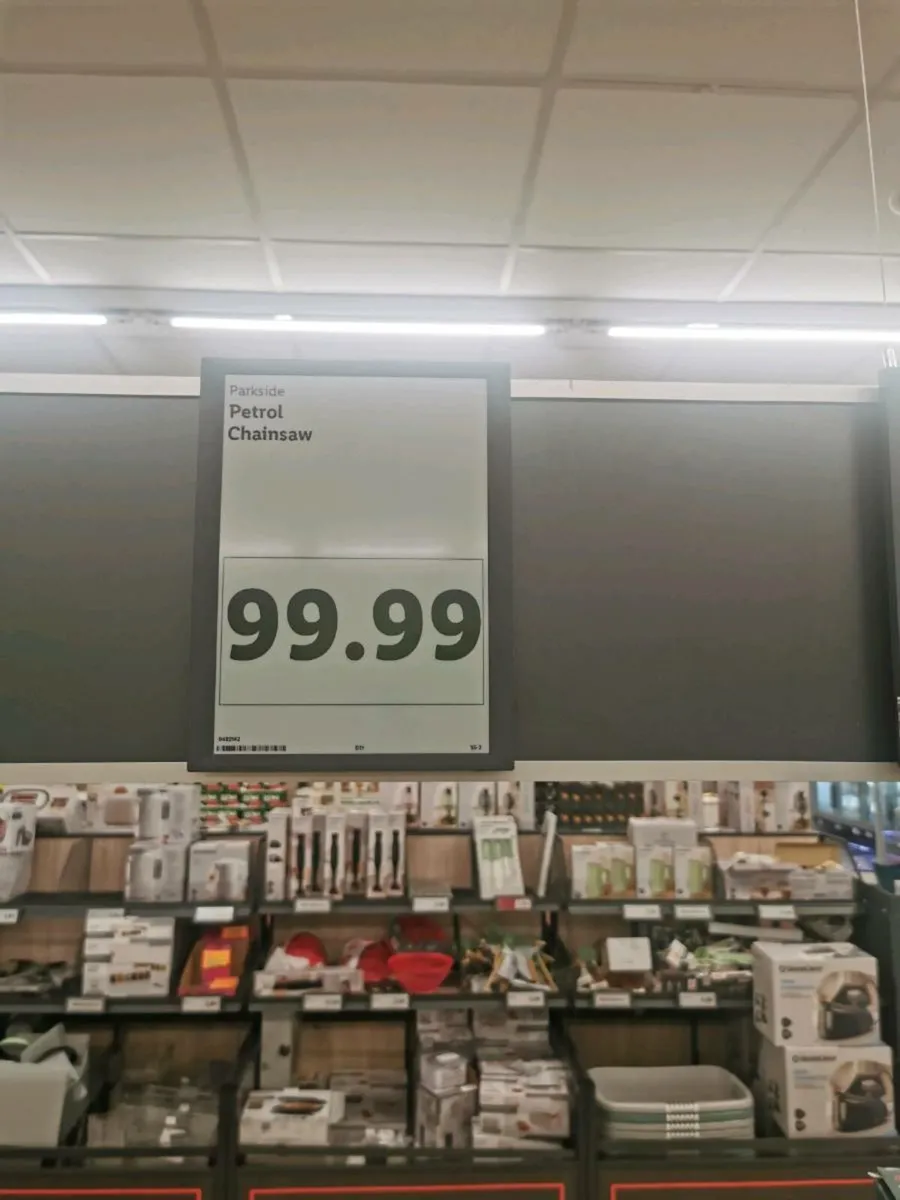 Parkside
Petrol
Chainsaw
99.99